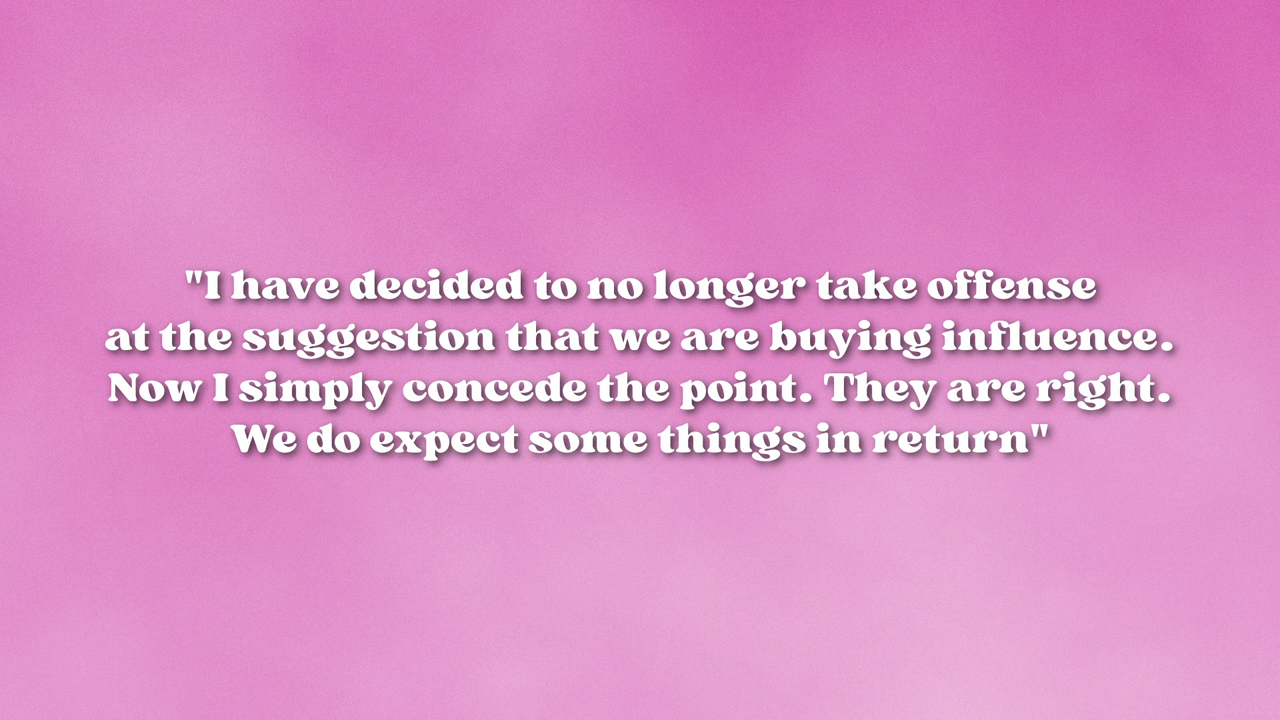 "I have decided to no longer take offense
at the suggestion that we are buying influence.
Now I simply concede the point. They are right.
We do expect some things in return"